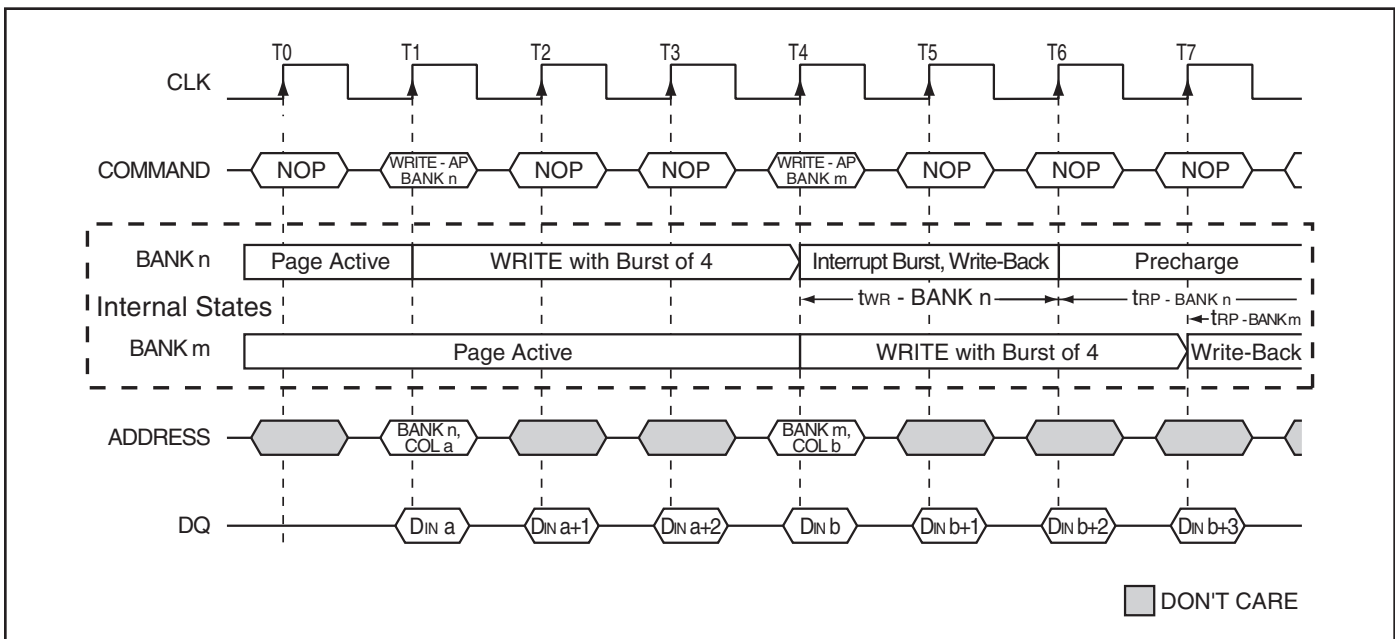 T0 T1 T2 T3 T4 T5 T6 T7
CLK
COMMAND NOP WRITE - AP BANK n NOP NOP WRITE - AP BANK m NOP NOP NOP
BANK n Page Active WRITE with Burst of 4 Interrupt Burst, Write-Back Precharge
Internal States tWR - BANK n tRP - BANK n
tRP - BANK m
BANK m Page Active WRITE with Burst of 4 Write-Back
ADDRESS BANK n, COL a BANK m, COL b
DQ DIN a DIN a+1 DIN a+2 DIN b DIN b+1 DIN b+2 DIN b+3
DON'T CARE